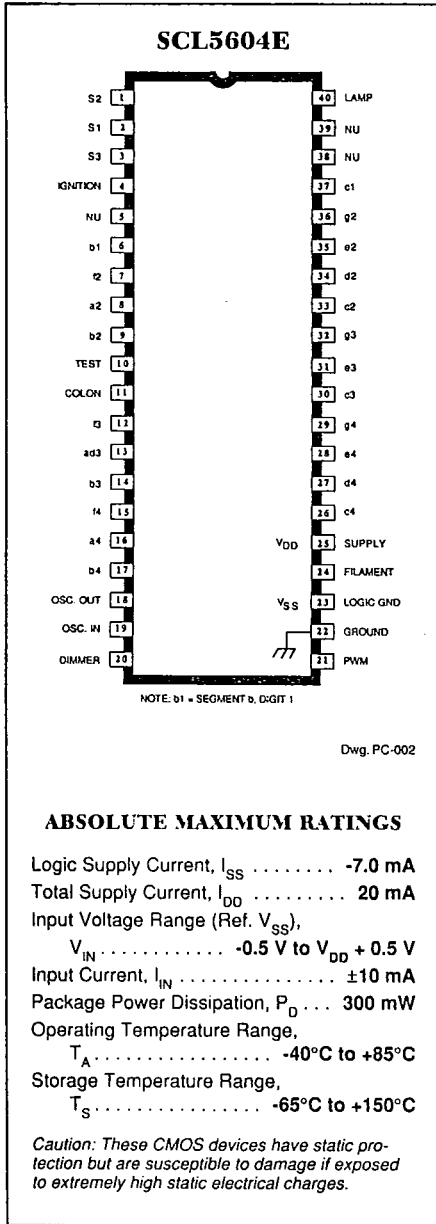 SCL5604E
S2 1
S1 2
S3 3
IGNITION 4
NU 5
b1 6
f2 7
a2 8
b2 9
TEST 10
COLON 11
f3 12
ad3 13
b3 14
f4 15
a4 16
b4 17
OSC. OUT 18
OSC. IN 19
DIMMER 20
40 LAMP
39 NU
38 NU
37 c1
36 g2
35 e2
34 d2
33 c2
32 g3
31 e3
30 c3
29 g4
28 e4
27 d4
26 c4
VDD 25 SUPPLY
24 FILAMENT
VSS 23 LOGIC GND
22 GROUND
21 PWM
NOTE: b1 = SEGMENT b, DIGIT 1
Dwg. PC-002
ABSOLUTE MAXIMUM RATINGS
Logic Supply Current, ISS ........ -7.0 mA
Total Supply Current, IDD ......... 20 mA
Input Voltage Range (Ref. VSS),
VIN ............ -0.5 V to VDD + 0.5 V
Input Current, IIN ............... ±10 mA
Package Power Dissipation, PD ... 300 mW
Operating Temperature Range,
TA .................. -40°C to +85°C
Storage Temperature Range,
TS ................ -65°C to +150°C
Caution: These CMOS devices have static pro-
tection but are susceptible to damage if exposed
to extremely high static electrical charges.